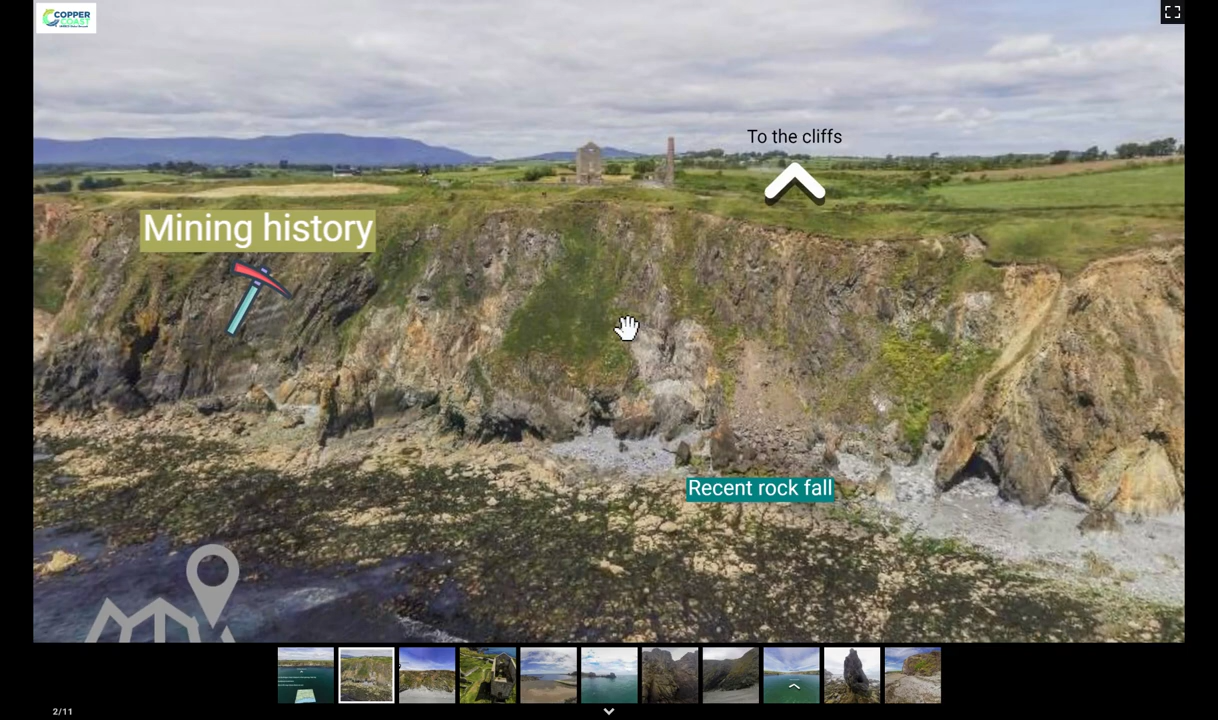 COPPER
COAST
To the cliffs
Mining history
Recent rock fall
2/11